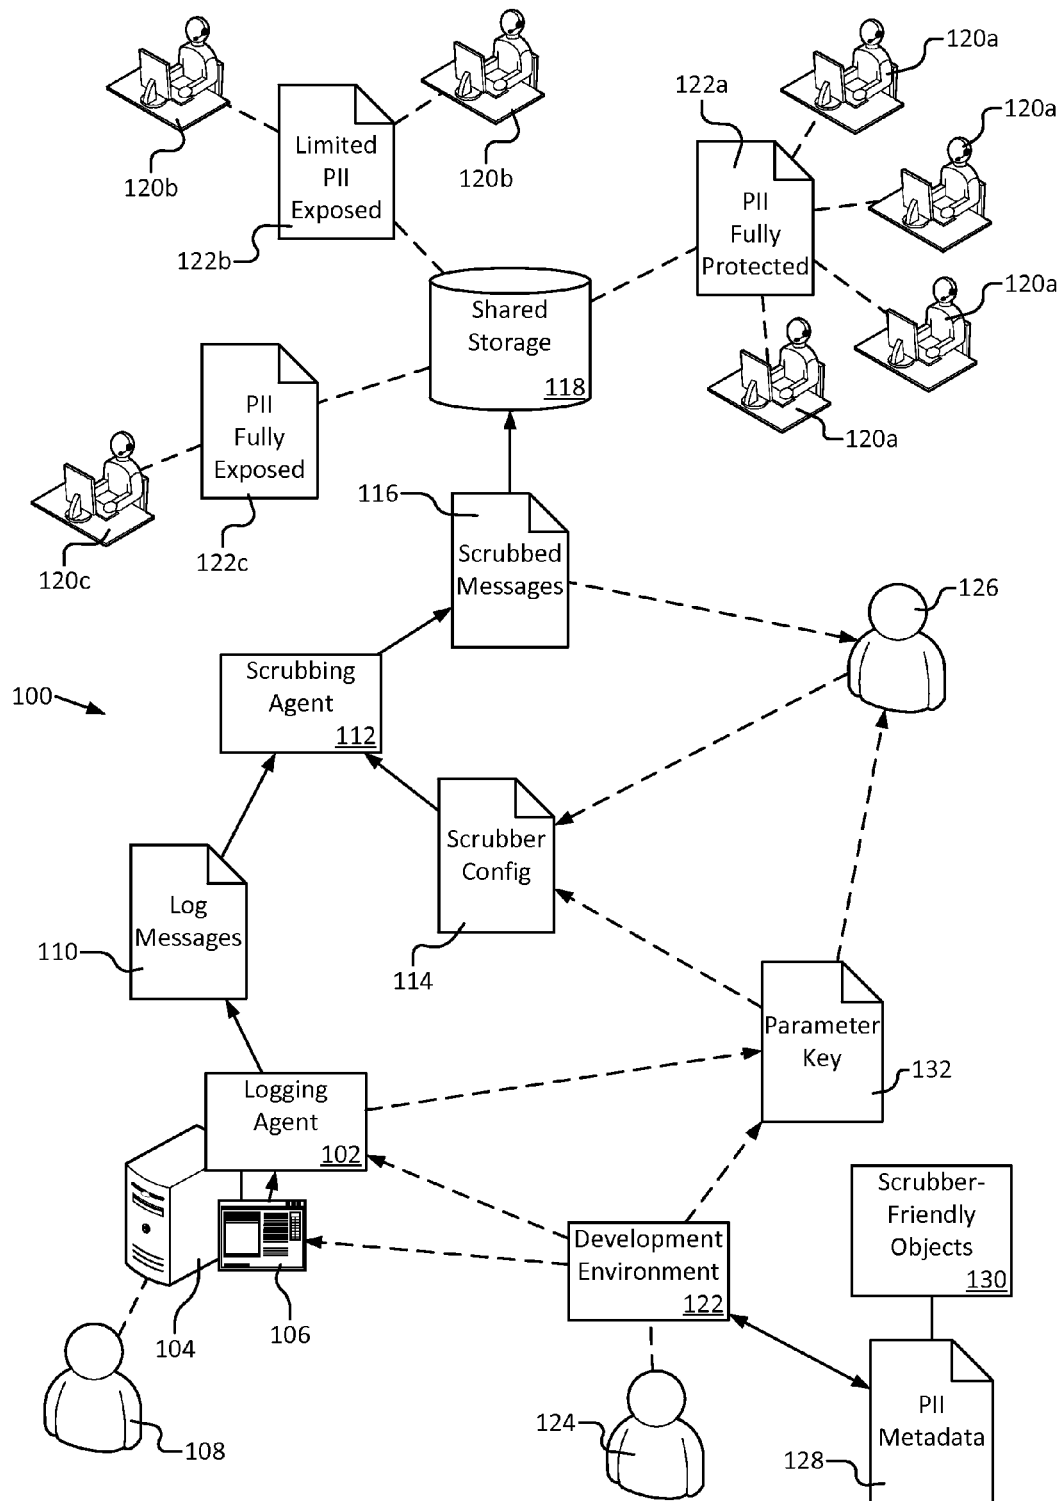 120a
122a
120a
120b
120b
Limited
PII
Exposed
122b
PII
Fully
Protected
120a
120a
Shared
Storage
118
PII
Fully
Exposed
122c
120c
116
Scrubbed
Messages
126
100
Scrubbing
Agent
112
Scrubber
Config
114
Log
Messages
110
Parameter
Key
132
Logging
Agent
102
104
106
108
Development
Environment
122
124
Scrubber-
Friendly
Objects
130
PII
Metadata
128